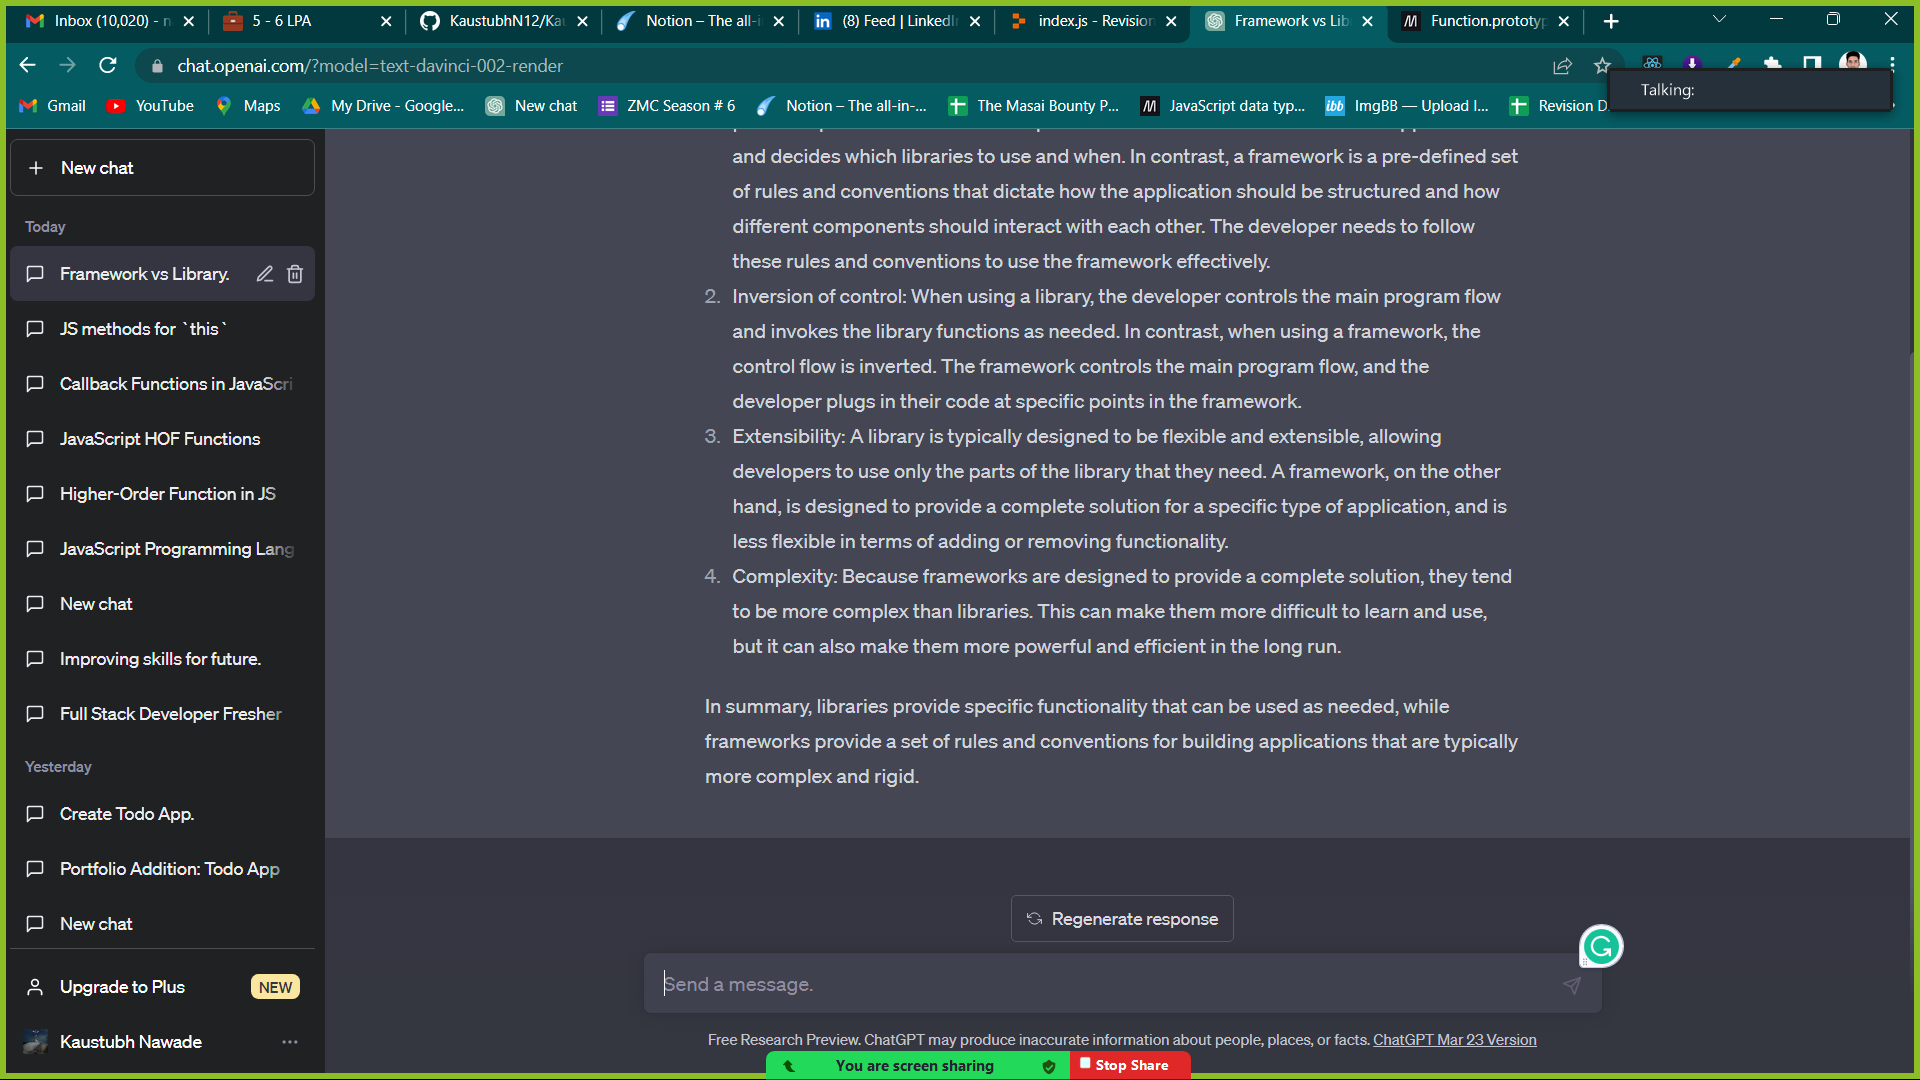 Inbox (10,020) - n
5 - 6 LPA
KaustubhN12/Kau
Notion – The all-i
(8) Feed | LinkedIn
index.js - Revision
Framework vs Lib
Function.prototyp
chat.openai.com/?model=text-davinci-002-render
Gmail
YouTube
Maps
My Drive - Google...
New chat
ZMC Season # 6
Notion – The all-in-...
The Masai Bounty P...
JavaScript data typ...
ImgBB — Upload I...
Revision D
Talking:
New chat
Today
Framework vs Library.
JS methods for `this`
Callback Functions in JavaScri
JavaScript HOF Functions
Higher-Order Function in JS
JavaScript Programming Lang
New chat
Improving skills for future.
Full Stack Developer Fresher
Yesterday
Create Todo App.
Portfolio Addition: Todo App
New chat
Upgrade to Plus
NEW
Kaustubh Nawade
and decides which libraries to use and when. In contrast, a framework is a pre-defined set
of rules and conventions that dictate how the application should be structured and how
different components should interact with each other. The developer needs to follow
these rules and conventions to use the framework effectively.
2. Inversion of control: When using a library, the developer controls the main program flow
and invokes the library functions as needed. In contrast, when using a framework, the
control flow is inverted. The framework controls the main program flow, and the
developer plugs in their code at specific points in the framework.
3. Extensibility: A library is typically designed to be flexible and extensible, allowing
developers to use only the parts of the library that they need. A framework, on the other
hand, is designed to provide a complete solution for a specific type of application, and is
less flexible in terms of adding or removing functionality.
4. Complexity: Because frameworks are designed to provide a complete solution, they tend
to be more complex than libraries. This can make them more difficult to learn and use,
but it can also make them more powerful and efficient in the long run.
In summary, libraries provide specific functionality that can be used as needed, while
frameworks provide a set of rules and conventions for building applications that are typically
more complex and rigid.
Regenerate response
Send a message.
Free Research Preview. ChatGPT may produce inaccurate information about people, places, or facts. ChatGPT Mar 23 Version
You are screen sharing
Stop Share